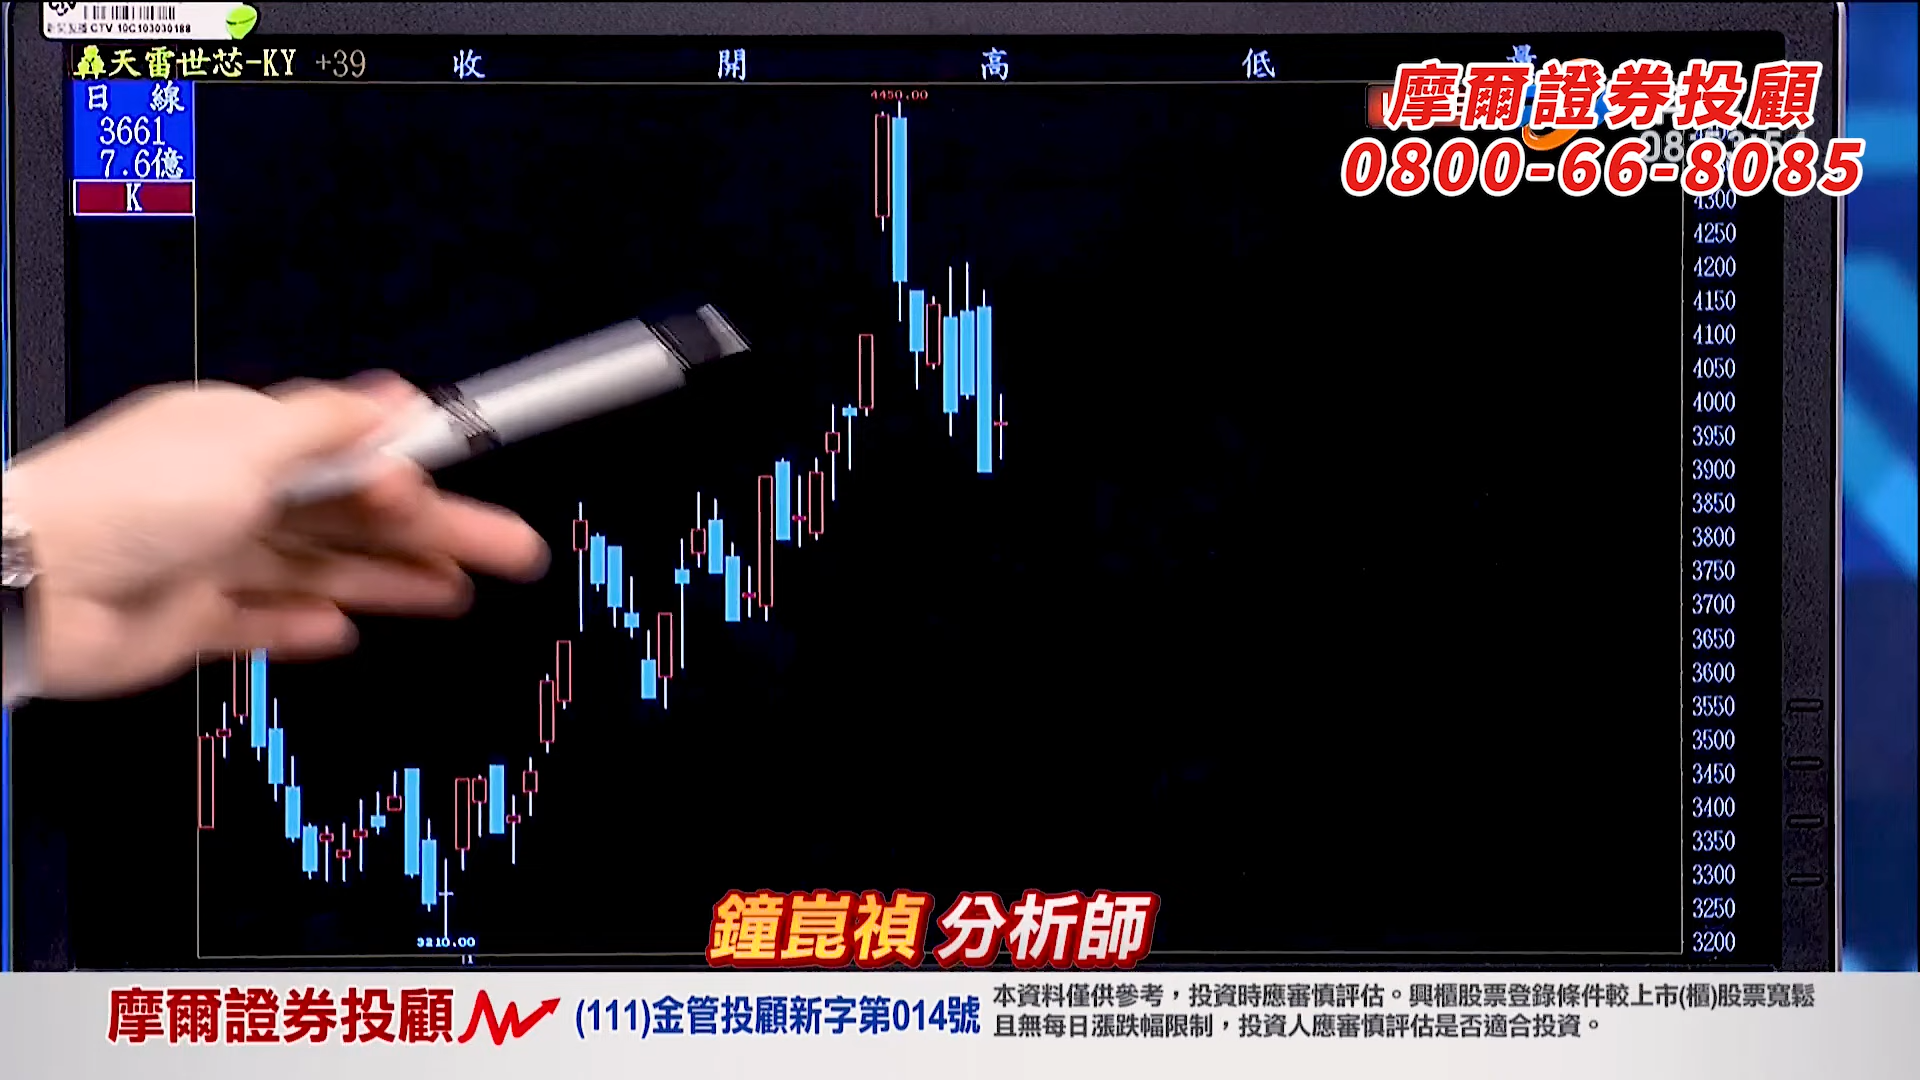 CTV 10C103030188
天雷世芯-KY +39 收 開 高 低 量
日線
3661
7.6億
K
摩爾證券投顧
0800-66-8085
4450.00
4300
4250
4200
4150
4100
4050
4000
3950
3900
3850
3800
3750
3700
3650
3600
3550
3500
3450
3400
3350
3300
3250
3200
3210.00
11
鐘崑禎 分析師
摩爾證券投顧 (111)金管投顧新字第014號
本資料僅供參考，投資時應審慎評估。興櫃股票登錄條件較上市(櫃)股票寬鬆
且無每日漲跌幅限制，投資人應審慎評估是否適合投資。